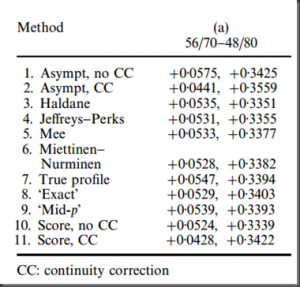 Method (a)
56/70–48/80
1. Asympt, no CC +0·0575, +0·3425
2. Asympt, CC +0·0441, +0·3559
3. Haldane +0·0535, +0·3351
4. Jeffreys–Perks +0·0531, +0·3355
5. Mee +0·0533, +0·3377
6. Miettinen–
Nurminen +0·0528, +0·3382
7. True profile +0·0547, +0·3394
8. ‘Exact’ +0·0529, +0·3403
9. ‘Mid-p’ +0·0539, +0·3393
10. Score, no CC +0·0524, +0·3339
11. Score, CC +0·0428, +0·3422
CC: continuity correction